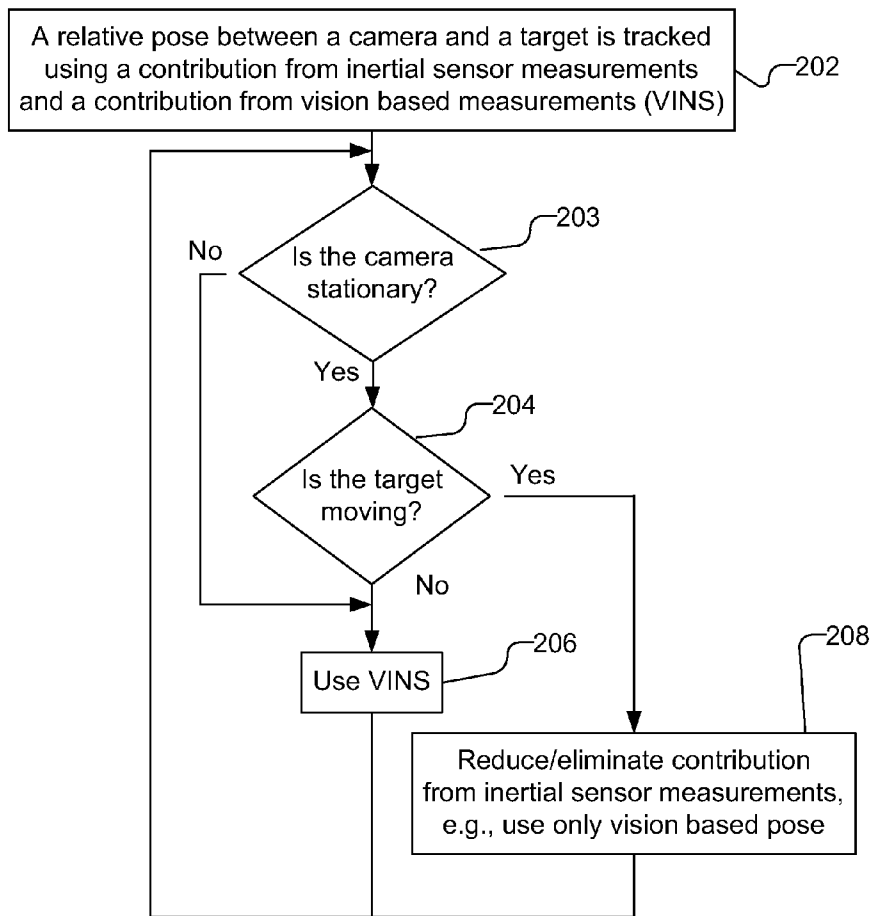 A relative pose between a camera and a target is tracked
using a contribution from inertial sensor measurements
and a contribution from vision based measurements (VINS)
202
203
No
Is the camera
stationary?
Yes
204
Is the target
moving?
Yes
No
206
Use VINS
208
Reduce/eliminate contribution
from inertial sensor measurements,
e.g., use only vision based pose